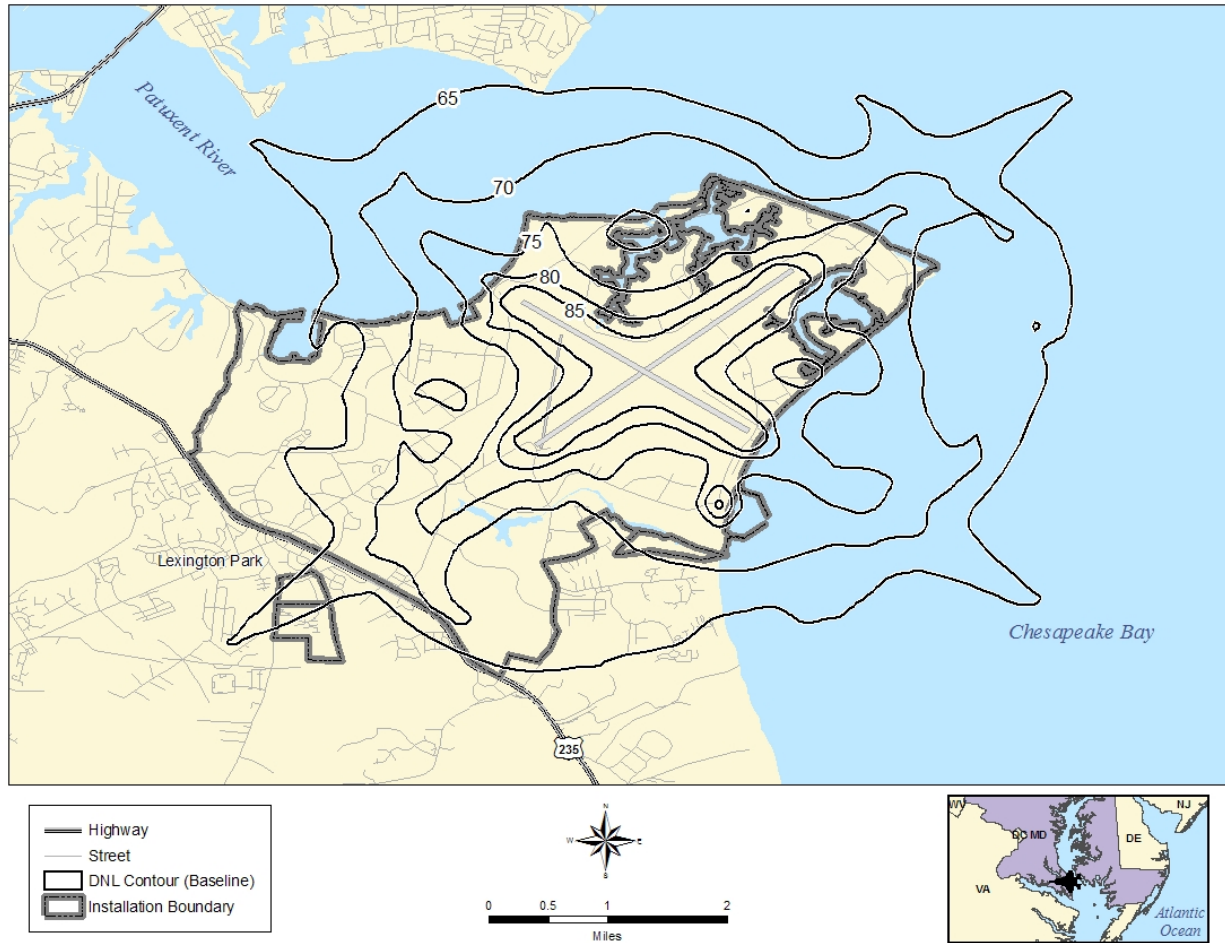 65
Patuxent River
70
75
80
85
Lexington Park
Chesapeake Bay
235
Highway
Street
DNL Contour (Baseline)
Installation Boundary
N
W
E
S
0 0.5 1 2
Miles
WV
NJ
DC MD
DE
VA
Atlantic
Ocean